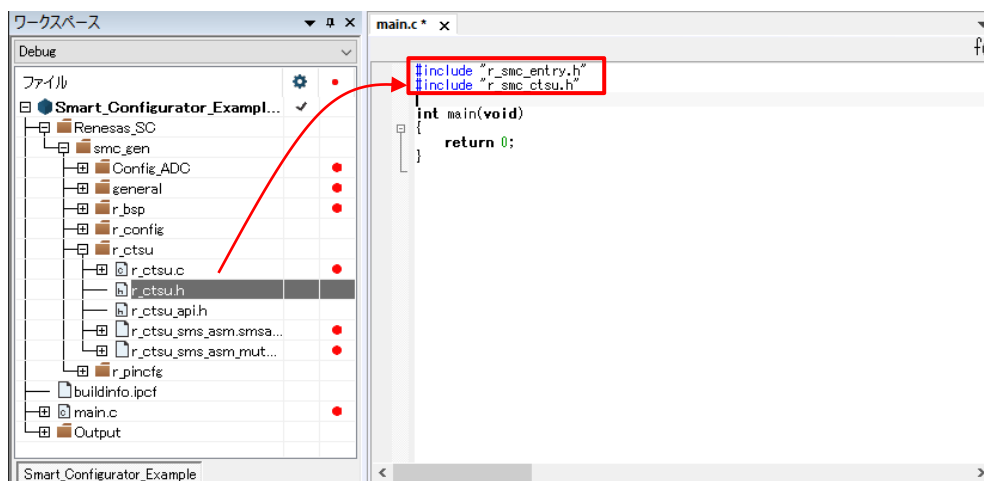 ワークスペース
Debug
ファイル
Smart_Configurator_Exampl...
Renesas_SC
smc_gen
Config_ADC
general
r_bsp
r_config
r_ctsu
r_ctsu.c
r_ctsu.h
r_ctsu_api.h
r_ctsu_sms_asm.smsa...
r_ctsu_sms_asm_mut...
r_pincfg
buildinfo.ipcf
main.c
Output
Smart_Configurator_Example
main.c *
#include "r_smc_entry.h"
#include "r_smc_ctsu.h"
int main(void)
{
return 0;
}